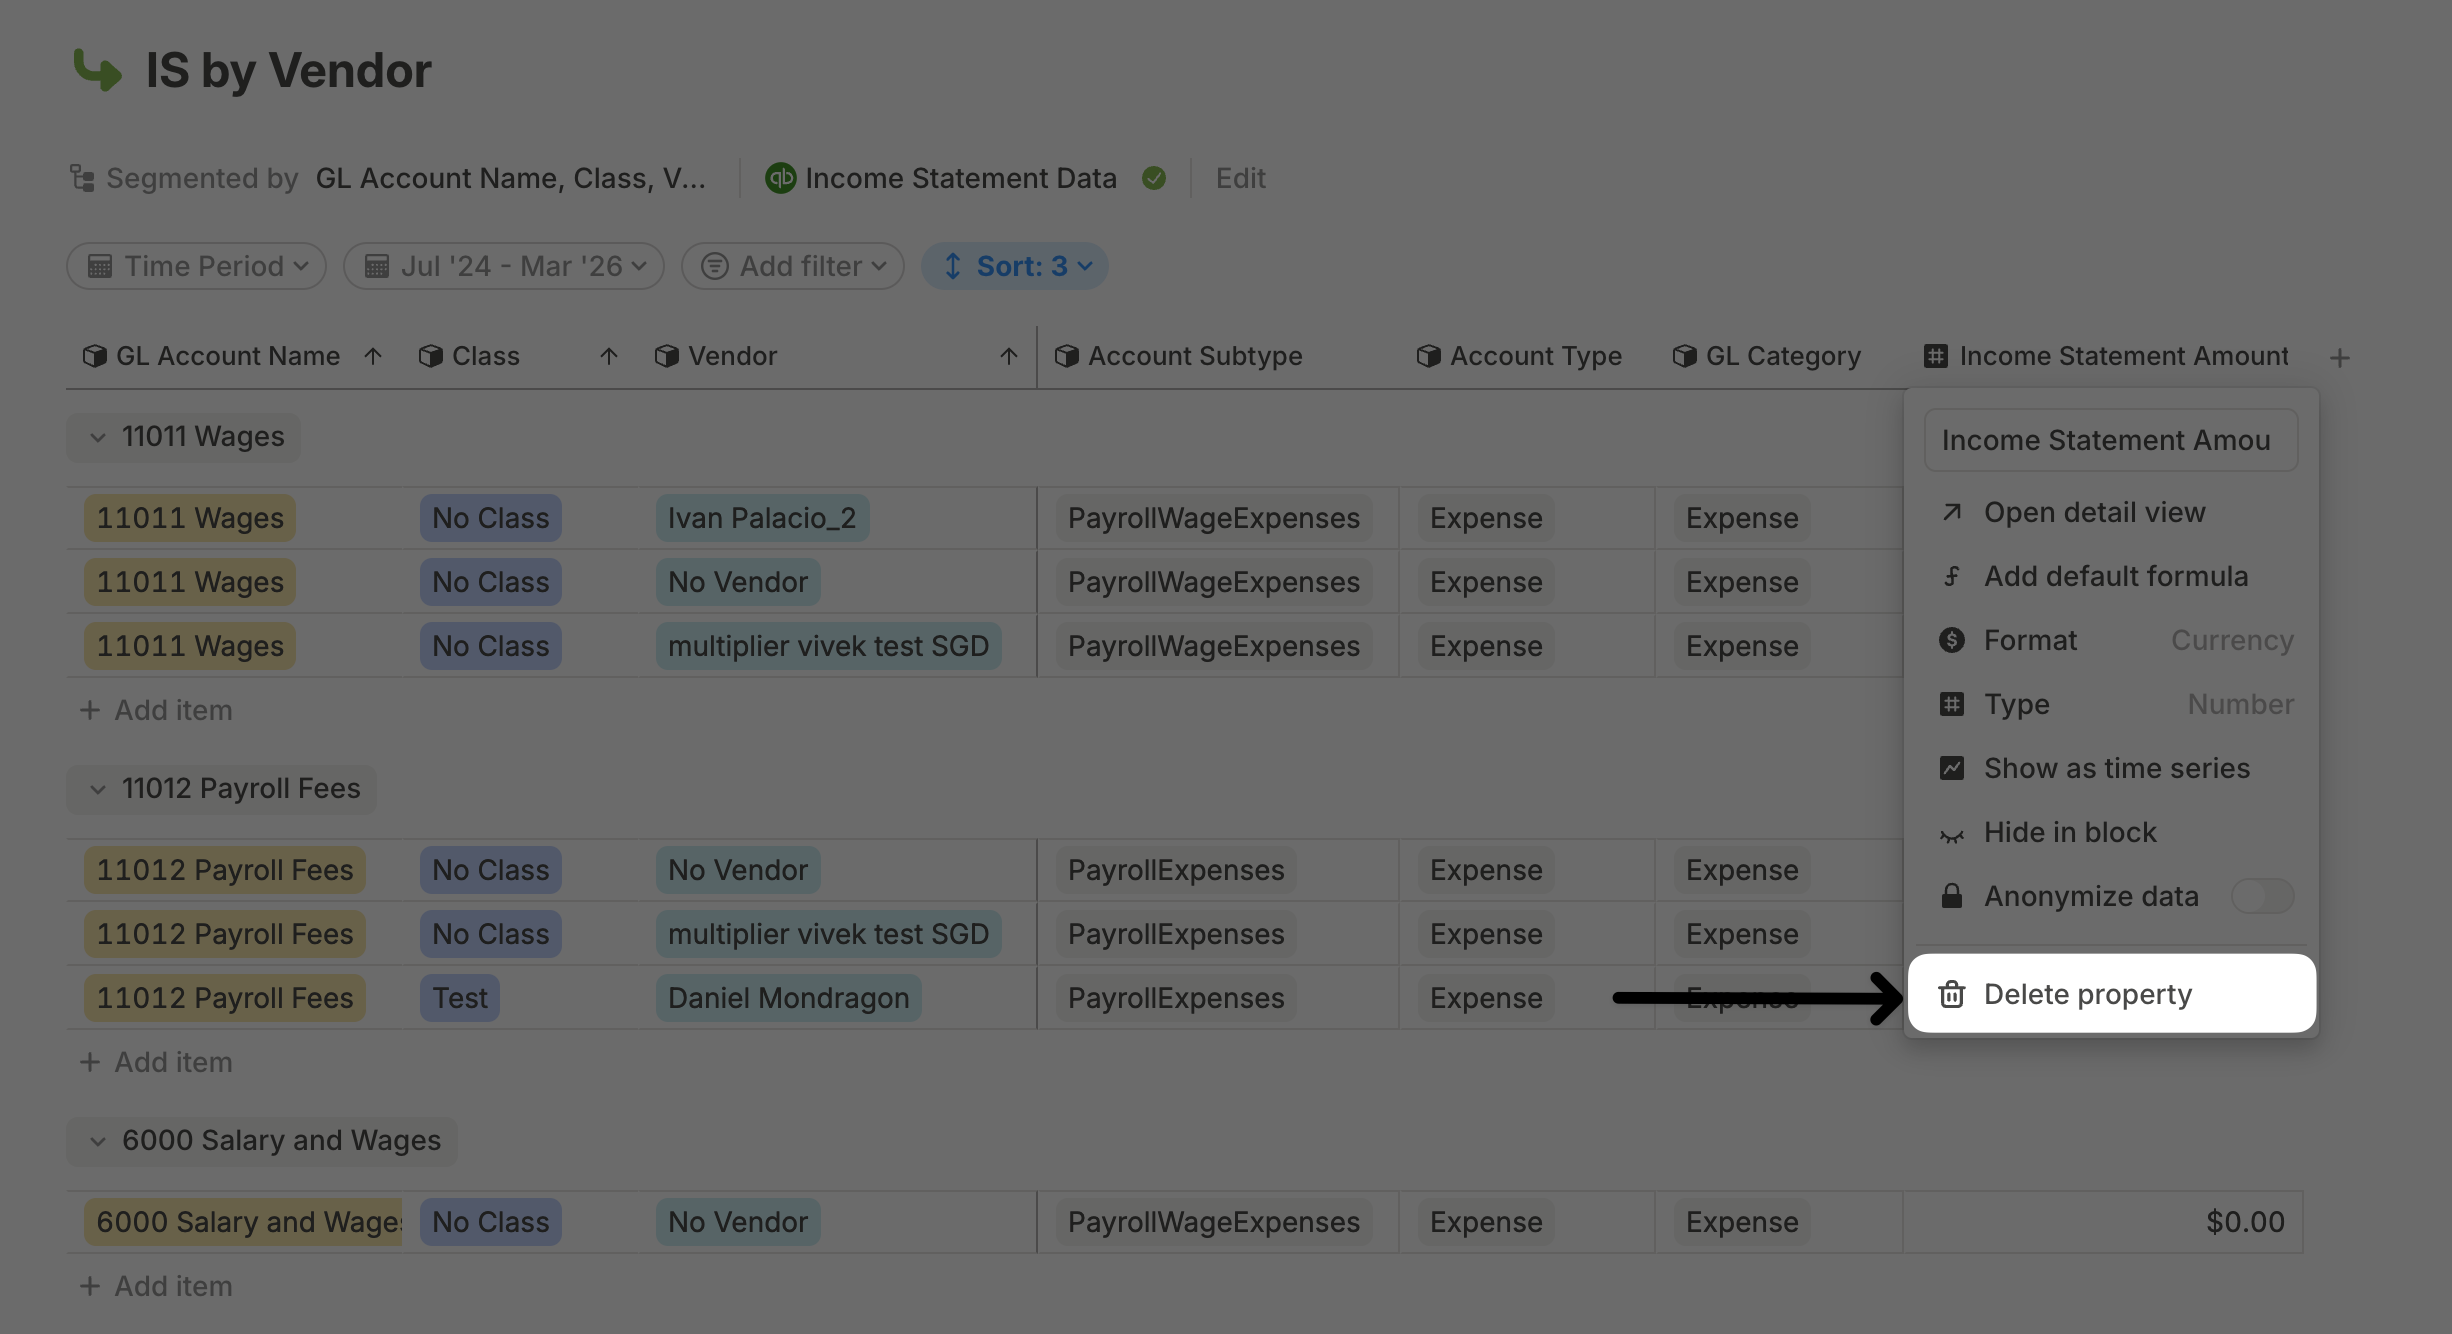 IS by Vendor
Segmented by GL Account Name, Class, V... qb Income Statement Data Edit
Time Period Jul '24 - Mar '26 Add filter Sort: 3
GL Account Name Class Vendor Account Subtype Account Type GL Category Income Statement Amount
11011 Wages
11011 Wages No Class Ivan Palacio_2 PayrollWageExpenses Expense Expense
11011 Wages No Class No Vendor PayrollWageExpenses Expense Expense
11011 Wages No Class multiplier vivek test SGD PayrollWageExpenses Expense Expense
+ Add item
11012 Payroll Fees
11012 Payroll Fees No Class No Vendor PayrollExpenses Expense Expense
11012 Payroll Fees No Class multiplier vivek test SGD PayrollExpenses Expense Expense
11012 Payroll Fees Test Daniel Mondragon PayrollExpenses Expense Expense
+ Add item
6000 Salary and Wages
6000 Salary and Wages No Class No Vendor PayrollWageExpenses Expense Expense $0.00
+ Add item
Income Statement Amou
Open detail view
Add default formula
Format Currency
Type Number
Show as time series
Hide in block
Anonymize data
Delete property